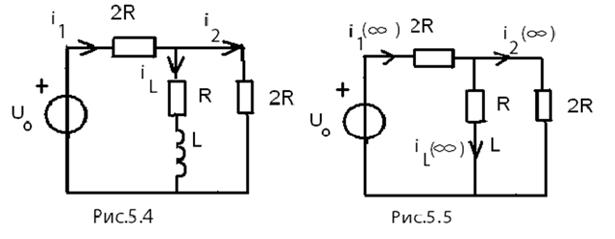 i1 2R i2
+ iL R 2R
Uo L
Рис.5.4
i1(∞) 2R i2(∞)
+ R 2R
Uo iL(∞) L
Рис.5.5